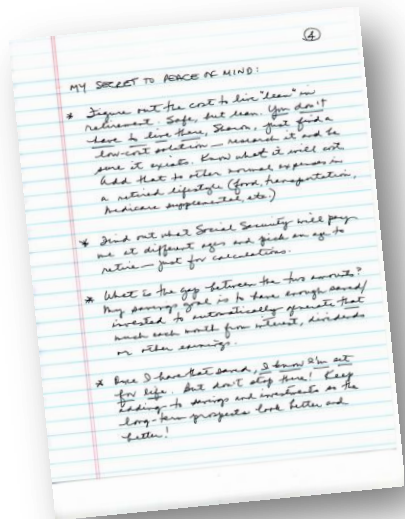 4
MY SECRET TO PEACE OF MIND:
* Figure out the cost to live "lean" in
retirement. Safe, but lean. You don't
have to live there, Sharon, just find a
low-cost solution — research it and be
sure it exists. Know what it will cost.
Add that to other normal expenses in
a retired lifestyle (food, transportation,
medicare supplemental, etc.)
* Find out what Social Security will pay
me at different ages and pick an age to
retire — just for calculations.
* What is the gap between the two amounts?
My savings goal is to have enough saved/
invested to automatically generate that
much each month from interest, dividends
or other earnings.
* Once I have that saved, I know I'm set
for life. But don't stop there! Keep
adding to savings and investments so the
long-term prospects look better and
better!